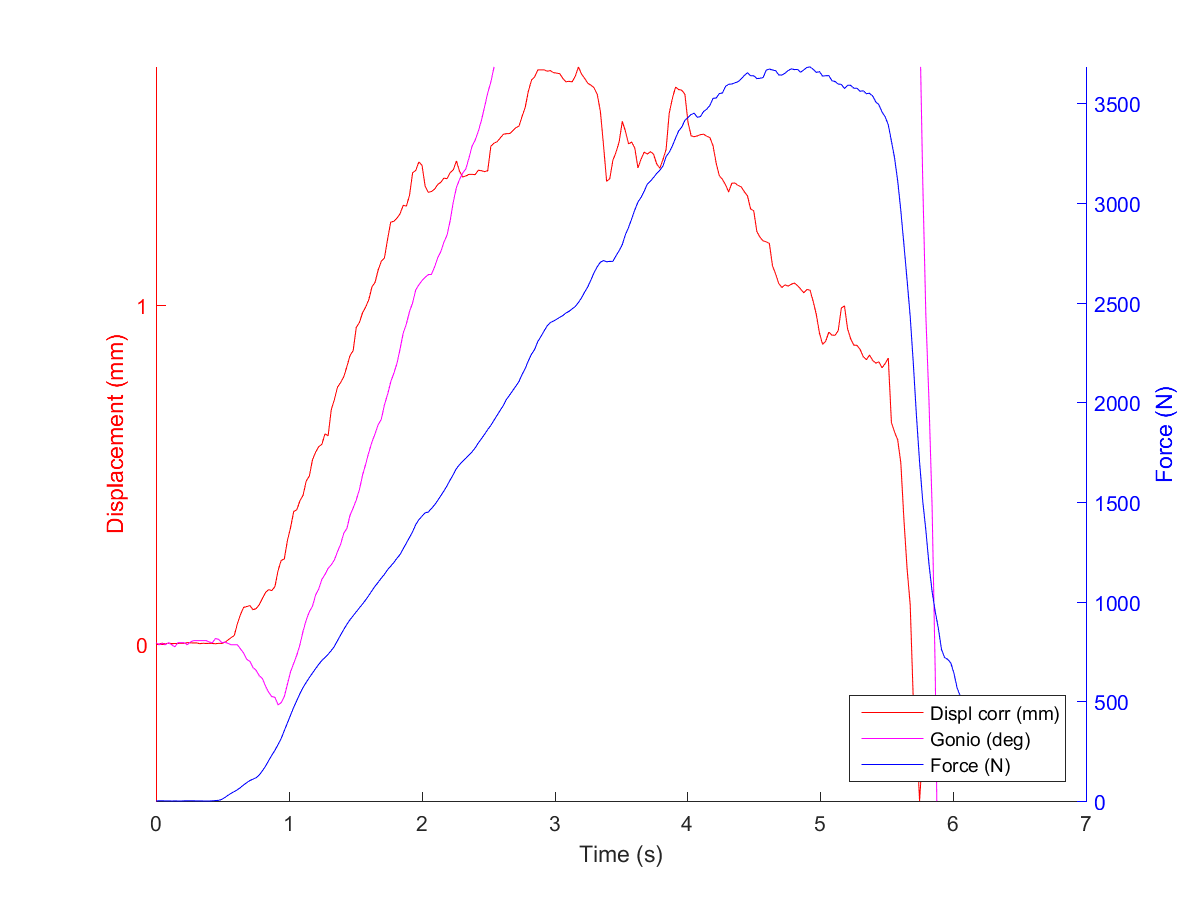 Displacement (mm)
1
0
3500
3000
2500
2000
1500
1000
500
0
Force (N)
Displ corr (mm)
Gonio (deg)
Force (N)
0 1 2 3 4 5 6 7
Time (s)